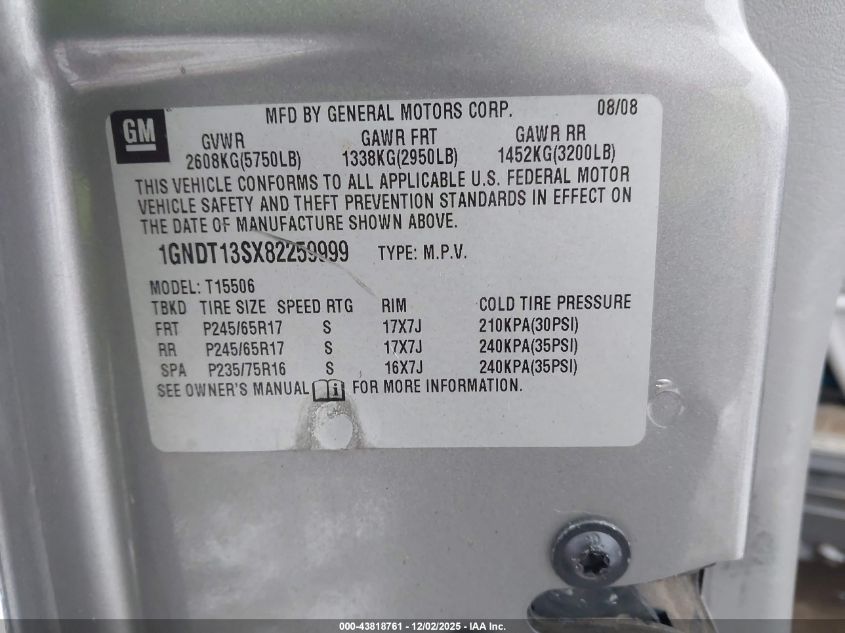 MFD BY GENERAL MOTORS CORP. 08/08
GM
GVWR GAWR FRT GAWR RR
2608KG(5750LB) 1338KG(2950LB) 1452KG(3200LB)
THIS VEHICLE CONFORMS TO ALL APPLICABLE U.S. FEDERAL MOTOR
VEHICLE SAFETY AND THEFT PREVENTION STANDARDS IN EFFECT ON
THE DATE OF MANUFACTURE SHOWN ABOVE.
1GNDT13SX82259999 TYPE: M.P.V.
MODEL: T15506
TBKD TIRE SIZE SPEED RTG RIM COLD TIRE PRESSURE
FRT P245/65R17 S 17X7J 210KPA(30PSI)
RR P245/65R17 S 17X7J 240KPA(35PSI)
SPA P235/75R16 S 16X7J 240KPA(35PSI)
SEE OWNER'S MANUAL i FOR MORE INFORMATION.
000-43818761 - 12/02/2025 - IAA Inc.